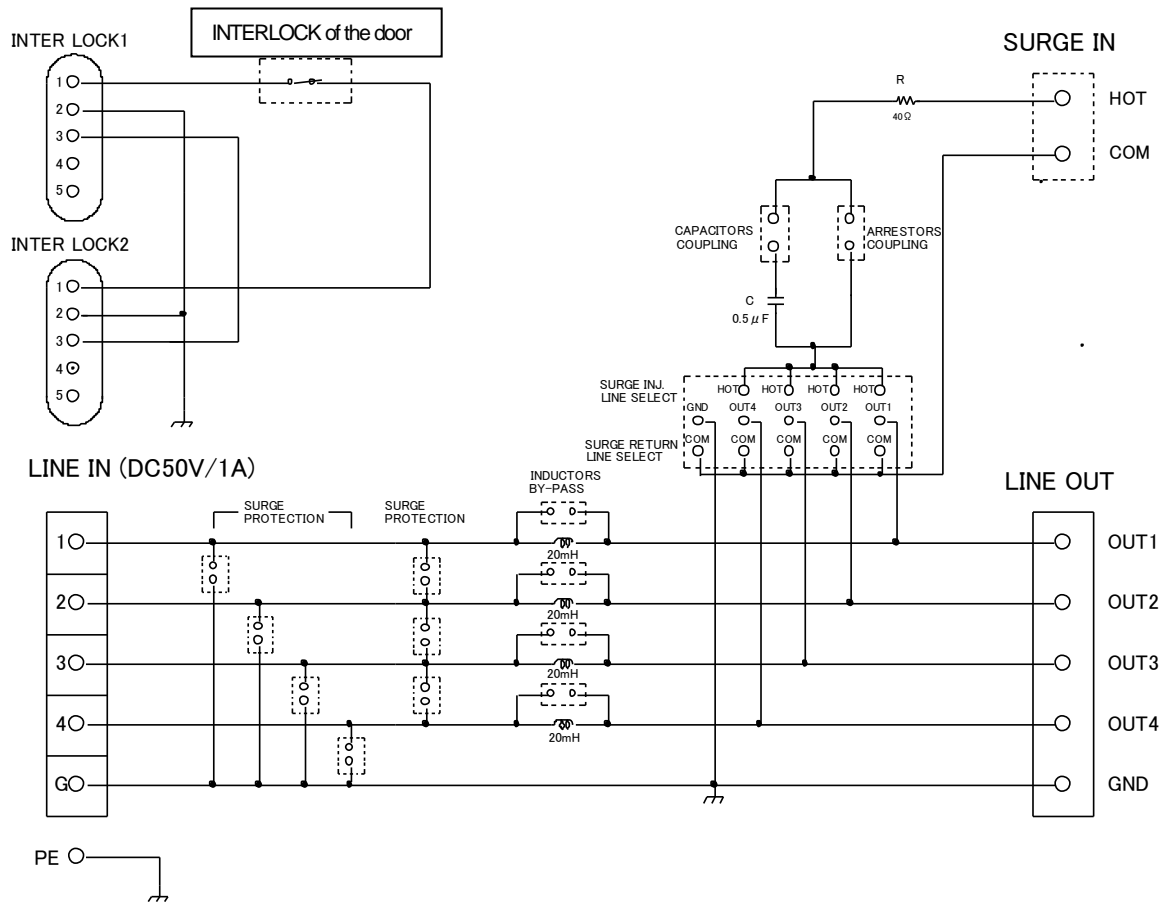 INTERLOCK of the door
INTER LOCK1
1
2
3
4
5
INTER LOCK2
1
2
3
4
5
SURGE IN
HOT
COM
R
40Ω
CAPACITORS
COUPLING
ARRESTORS
COUPLING
C
0.5μF
SURGE INJ.
LINE SELECT
HOT HOT HOT HOT
GND OUT4 OUT3 OUT2 OUT1
SURGE RETURN
LINE SELECT
COM COM COM COM COM
LINE IN (DC50V/1A)
SURGE
PROTECTION
SURGE
PROTECTION
INDUCTORS
BY-PASS
LINE OUT
1
20mH
OUT1
2
20mH
OUT2
3
20mH
OUT3
4
20mH
OUT4
G
GND
PE